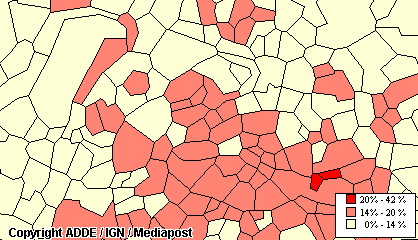 20% - 42 %
14% - 20 %
0% - 14 %
Copyright ADDE / IGN / Mediapost